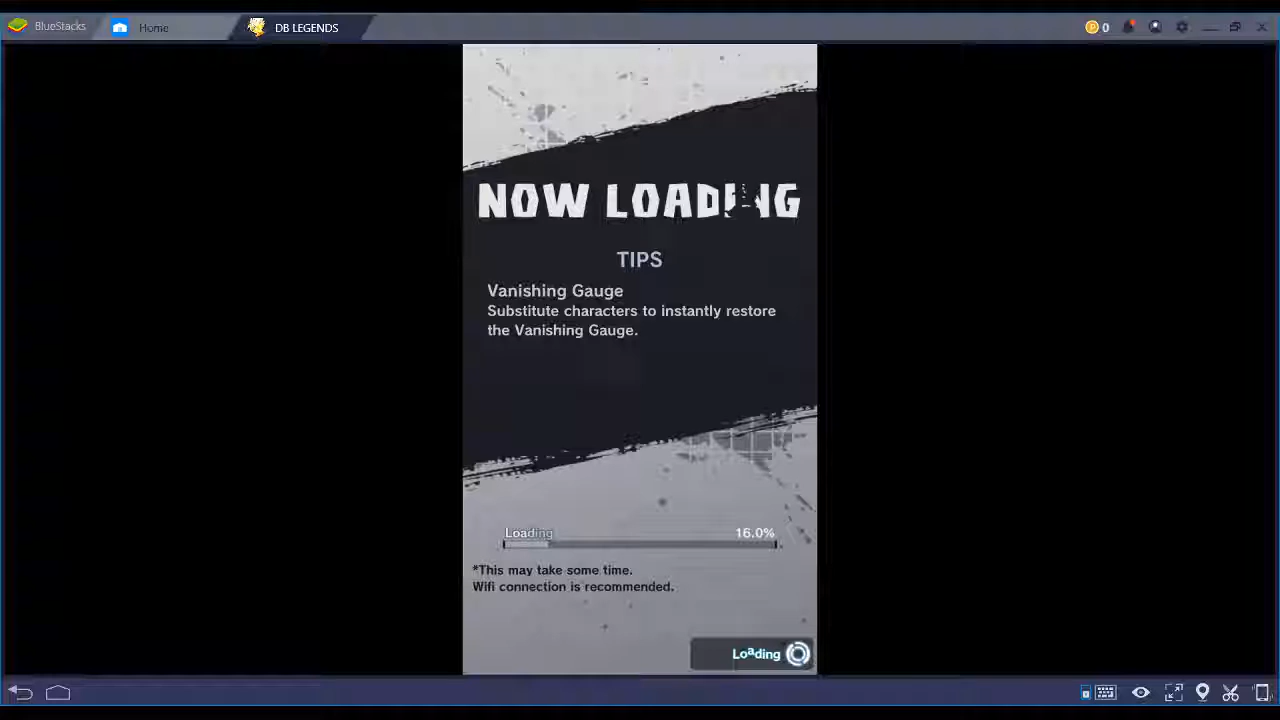 BlueStacks
Home
DB LEGENDS
0
NOW LOADING
TIPS
Vanishing Gauge
Substitute characters to instantly restore
the Vanishing Gauge.
Loading 16.0%
*This may take some time.
Wifi connection is recommended.
Loading